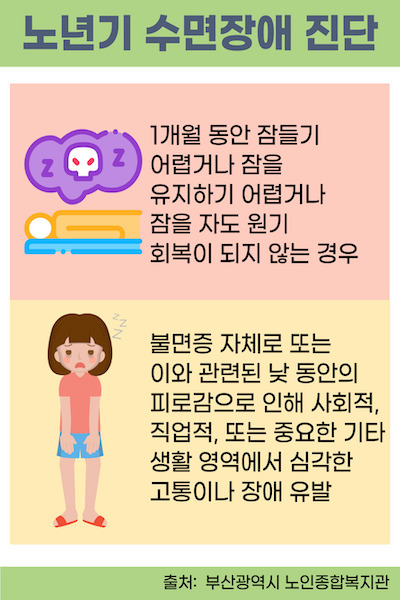 노년기 수면장애 진단
1개월 동안 잠들기
어렵거나 잠을
유지하기 어렵거나
잠을 자도 원기
회복이 되지 않는 경우
z
z
zzz
불면증 자체로 또는
이와 관련된 낮 동안의
피로감으로 인해 사회적,
직업적, 또는 중요한 기타
생활 영역에서 심각한
고통이나 장애 유발
출처: 부산광역시 노인종합복지관